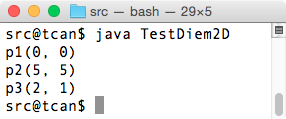 src — bash — 29×5
src@tcan$ java TestDiem2D
p1(0, 0)
p2(5, 5)
p3(2, 1)
src@tcan$